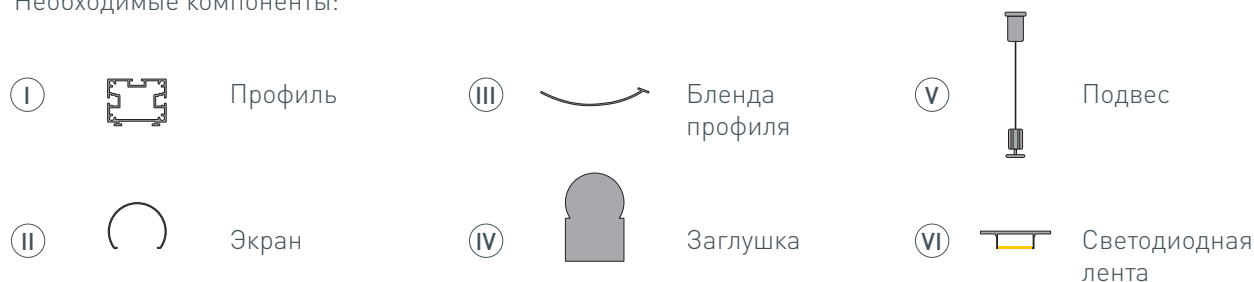 Необходимые компоненты:
I Профиль
III Бленда
профиля
V Подвес
II Экран
IV Заглушка
VI Светодиодная
лента